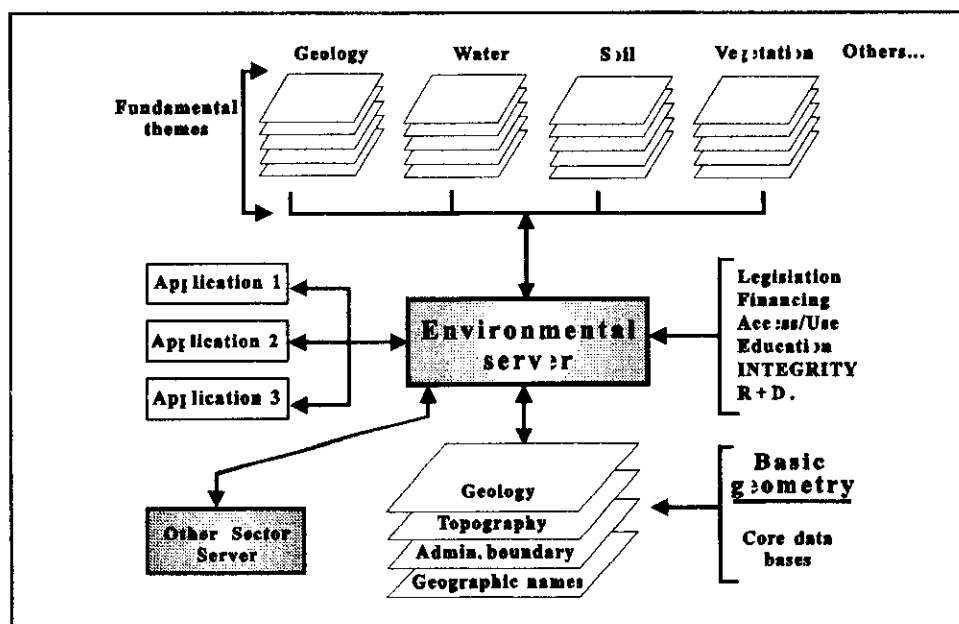 Geology Water Soil Vegetation Others...
Fundamental
themes
Application 1
Application 2
Application 3
Environmental
server
Legislation
Financing
Access/Use
Education
INTEGRITY
R + D.
Other Sector
Server
Geology
Topography
Admin. boundary
Geographic names
Basic
geometry
Core data
bases